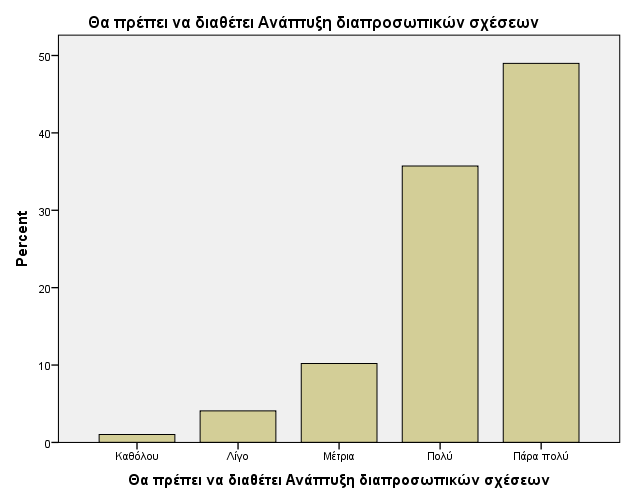 Θα πρέπει να διαθέτει Ανάπτυξη διαπροσωπικών σχέσεων
50
40
30
20
10
0
Percent
Καθόλου
Λίγο
Μέτρια
Πολύ
Πάρα πολύ
Θα πρέπει να διαθέτει Ανάπτυξη διαπροσωπικών σχέσεων